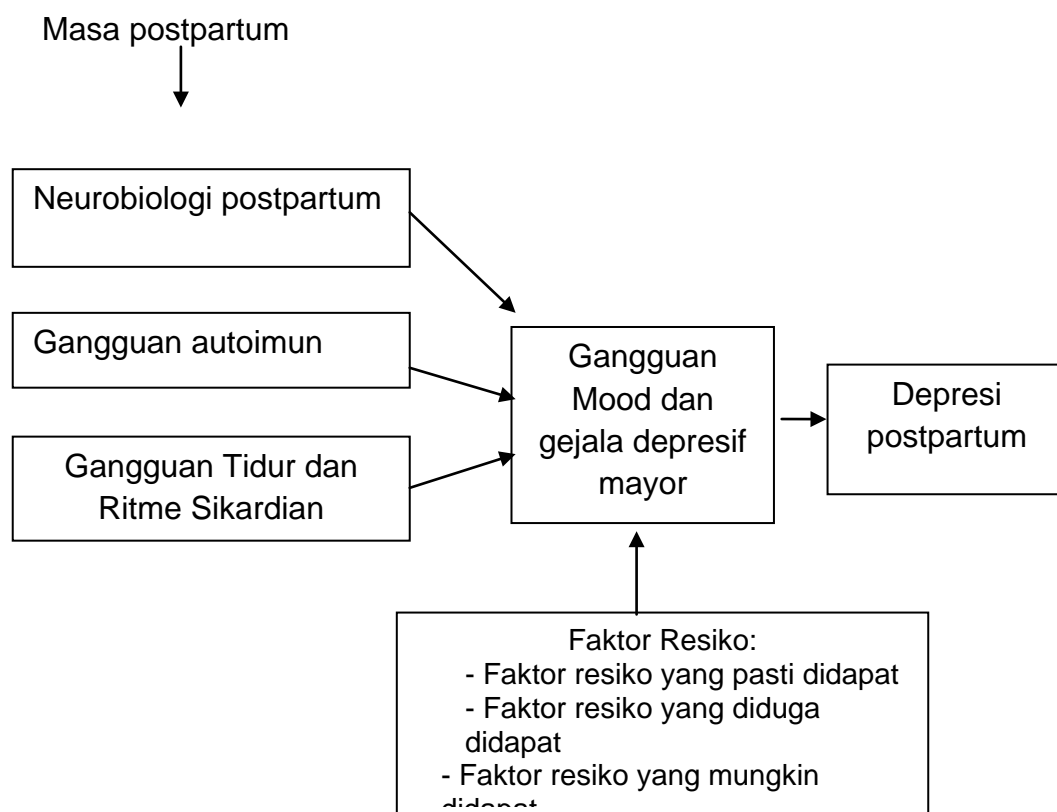 Masa postpartum
Neurobiologi postpartum
Gangguan autoimun
Gangguan Tidur dan
Ritme Sikardian
Gangguan
Mood dan
gejala depresif
mayor
Depresi
postpartum
Faktor Resiko:
- Faktor resiko yang pasti didapat
- Faktor resiko yang diduga
didapat
- Faktor resiko yang mungkin
didapat